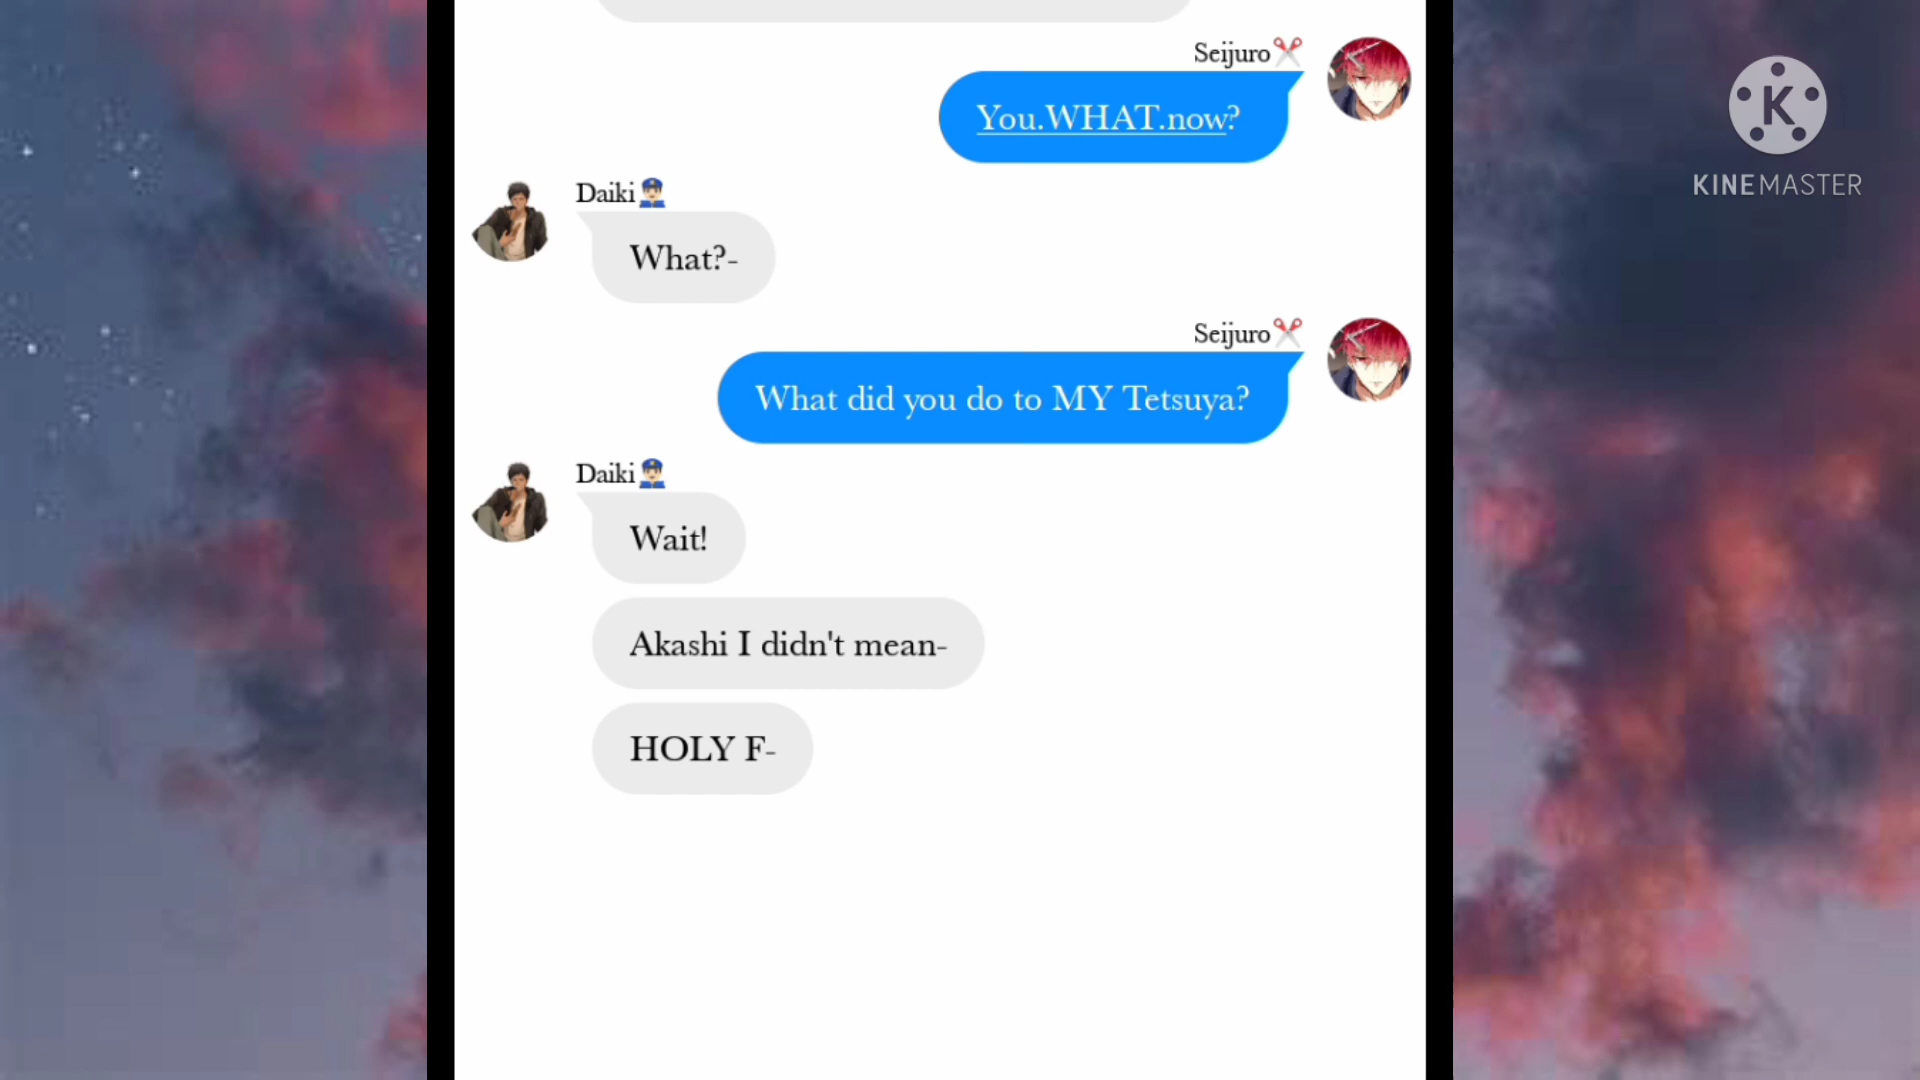 Seijuro✂️
You.WHAT.now?
Daiki👮🏻‍♂️
What?-
Seijuro✂️
What did you do to MY Tetsuya?
Daiki👮🏻‍♂️
Wait!
Akashi I didn't mean-
HOLY F-
K
KINEMASTER